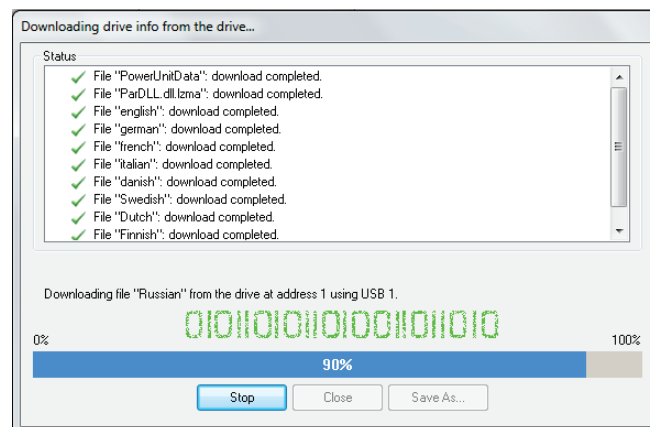 Downloading drive info from the drive...
Status
File "PowerUnitData": download completed.
File "ParDLL.dll.lzma": download completed.
File "english": download completed.
File "german": download completed.
File "french": download completed.
File "italian": download completed.
File "danish": download completed.
File "Swedish": download completed.
File "Dutch": download completed.
File "Finnish": download completed.
Downloading file "Russian" from the drive at address 1 using USB 1.
0% 100%
90%
Stop Close Save As...